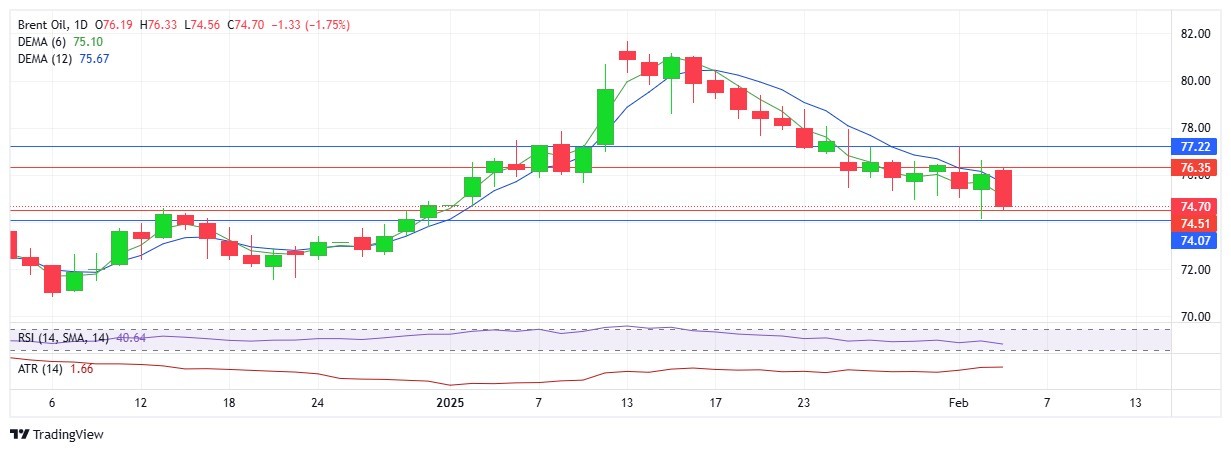 Brent Oil, 1D O76.19 H76.33 L74.56 C74.70 −1.33 (−1.75%)
DEMA (6) 75.10
DEMA (12) 75.67
82.00
80.00
78.00
77.22
76.35
74.70
74.51
74.07
72.00
70.00
RSI (14, SMA, 14) 40.64
ATR (14) 1.66
6 12 18 24 2025 7 13 17 23 Feb 7 13
TradingView